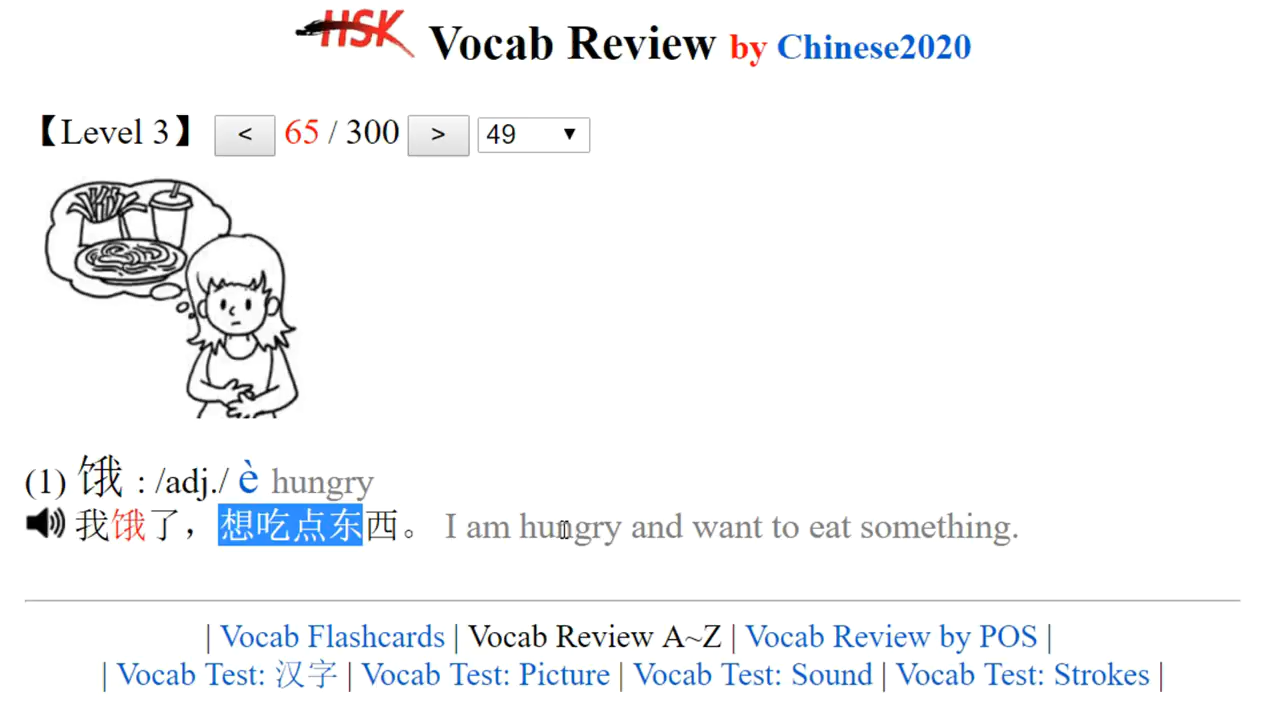 HSK Vocab Review by Chinese2020
【Level 3】 < 65 / 300 > 49 ▼
(1) 饿 : /adj./ è hungry
我饿了，想吃点东西。 I am hungry and want to eat something.
| Vocab Flashcards | Vocab Review A~Z | Vocab Review by POS |
| Vocab Test: 汉字 | Vocab Test: Picture | Vocab Test: Sound | Vocab Test: Strokes |